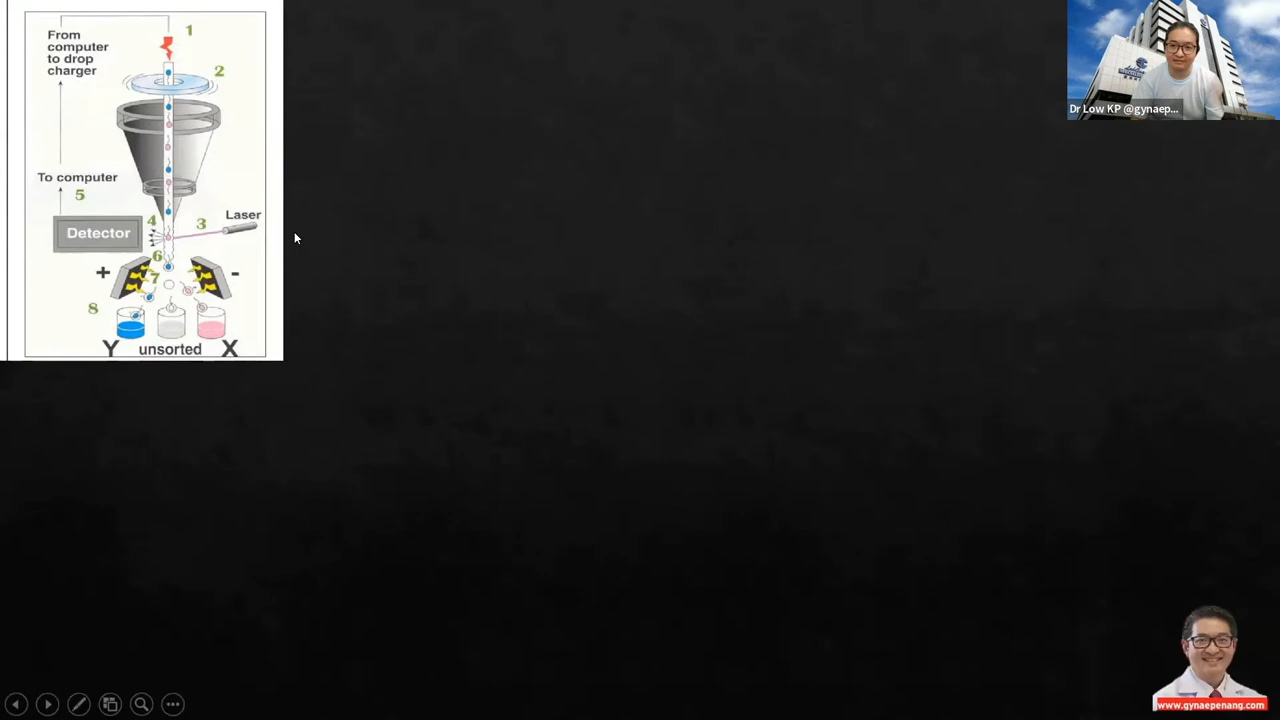 From
computer
to drop
charger
1
2
To computer
5
4
3
Laser
Detector
6
+
7
-
8
Y unsorted X
Dr Low KP @gynaep...
www.gynaepenang.com